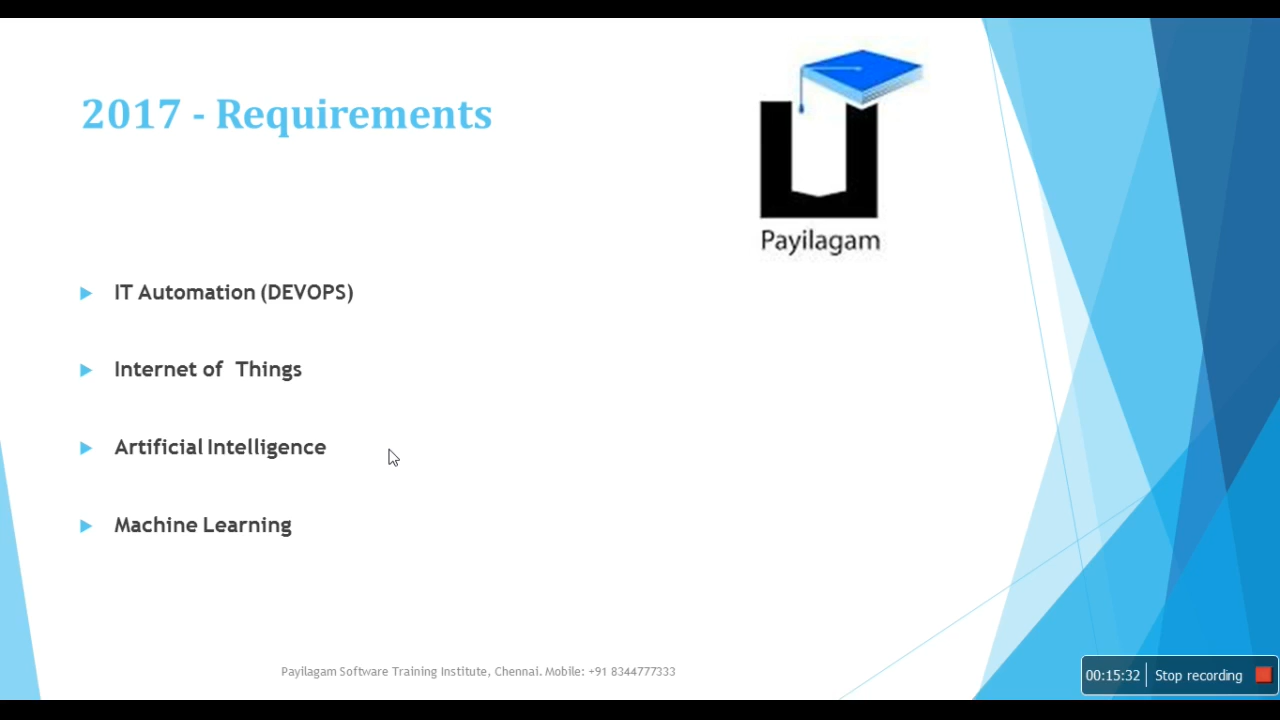 2017 - Requirements
Payilagam
IT Automation (DEVOPS)
Internet of  Things
Artificial Intelligence
Machine Learning
Payilagam Software Training Institute, Chennai. Mobile: +91 8344777333
00:15:32 Stop recording